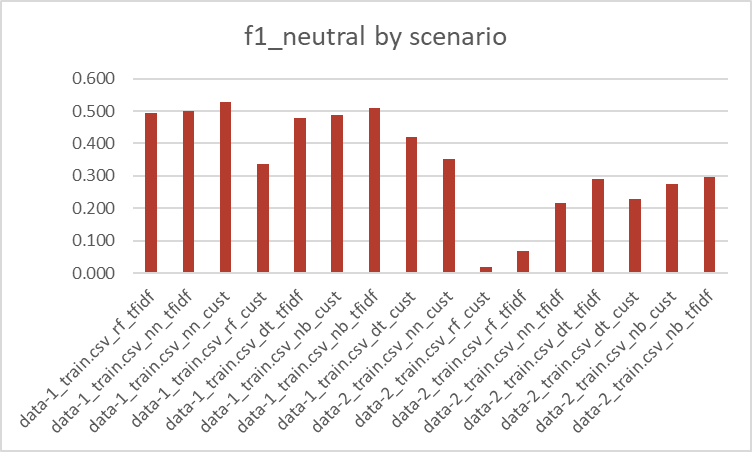 f1_neutral by scenario
0.600
0.500
0.400
0.300
0.200
0.100
0.000
data-1_train.csv_rf_tfidf
data-1_train.csv_nn_tfidf
data-1_train.csv_nn_cust
data-1_train.csv_rf_cust
data-1_train.csv_dt_tfidf
data-1_train.csv_nb_cust
data-1_train.csv_nb_tfidf
data-1_train.csv_dt_cust
data-2_train.csv_nn_cust
data-2_train.csv_rf_cust
data-2_train.csv_rf_tfidf
data-2_train.csv_nn_tfidf
data-2_train.csv_dt_tfidf
data-2_train.csv_dt_cust
data-2_train.csv_nb_cust
data-2_train.csv_nb_tfidf